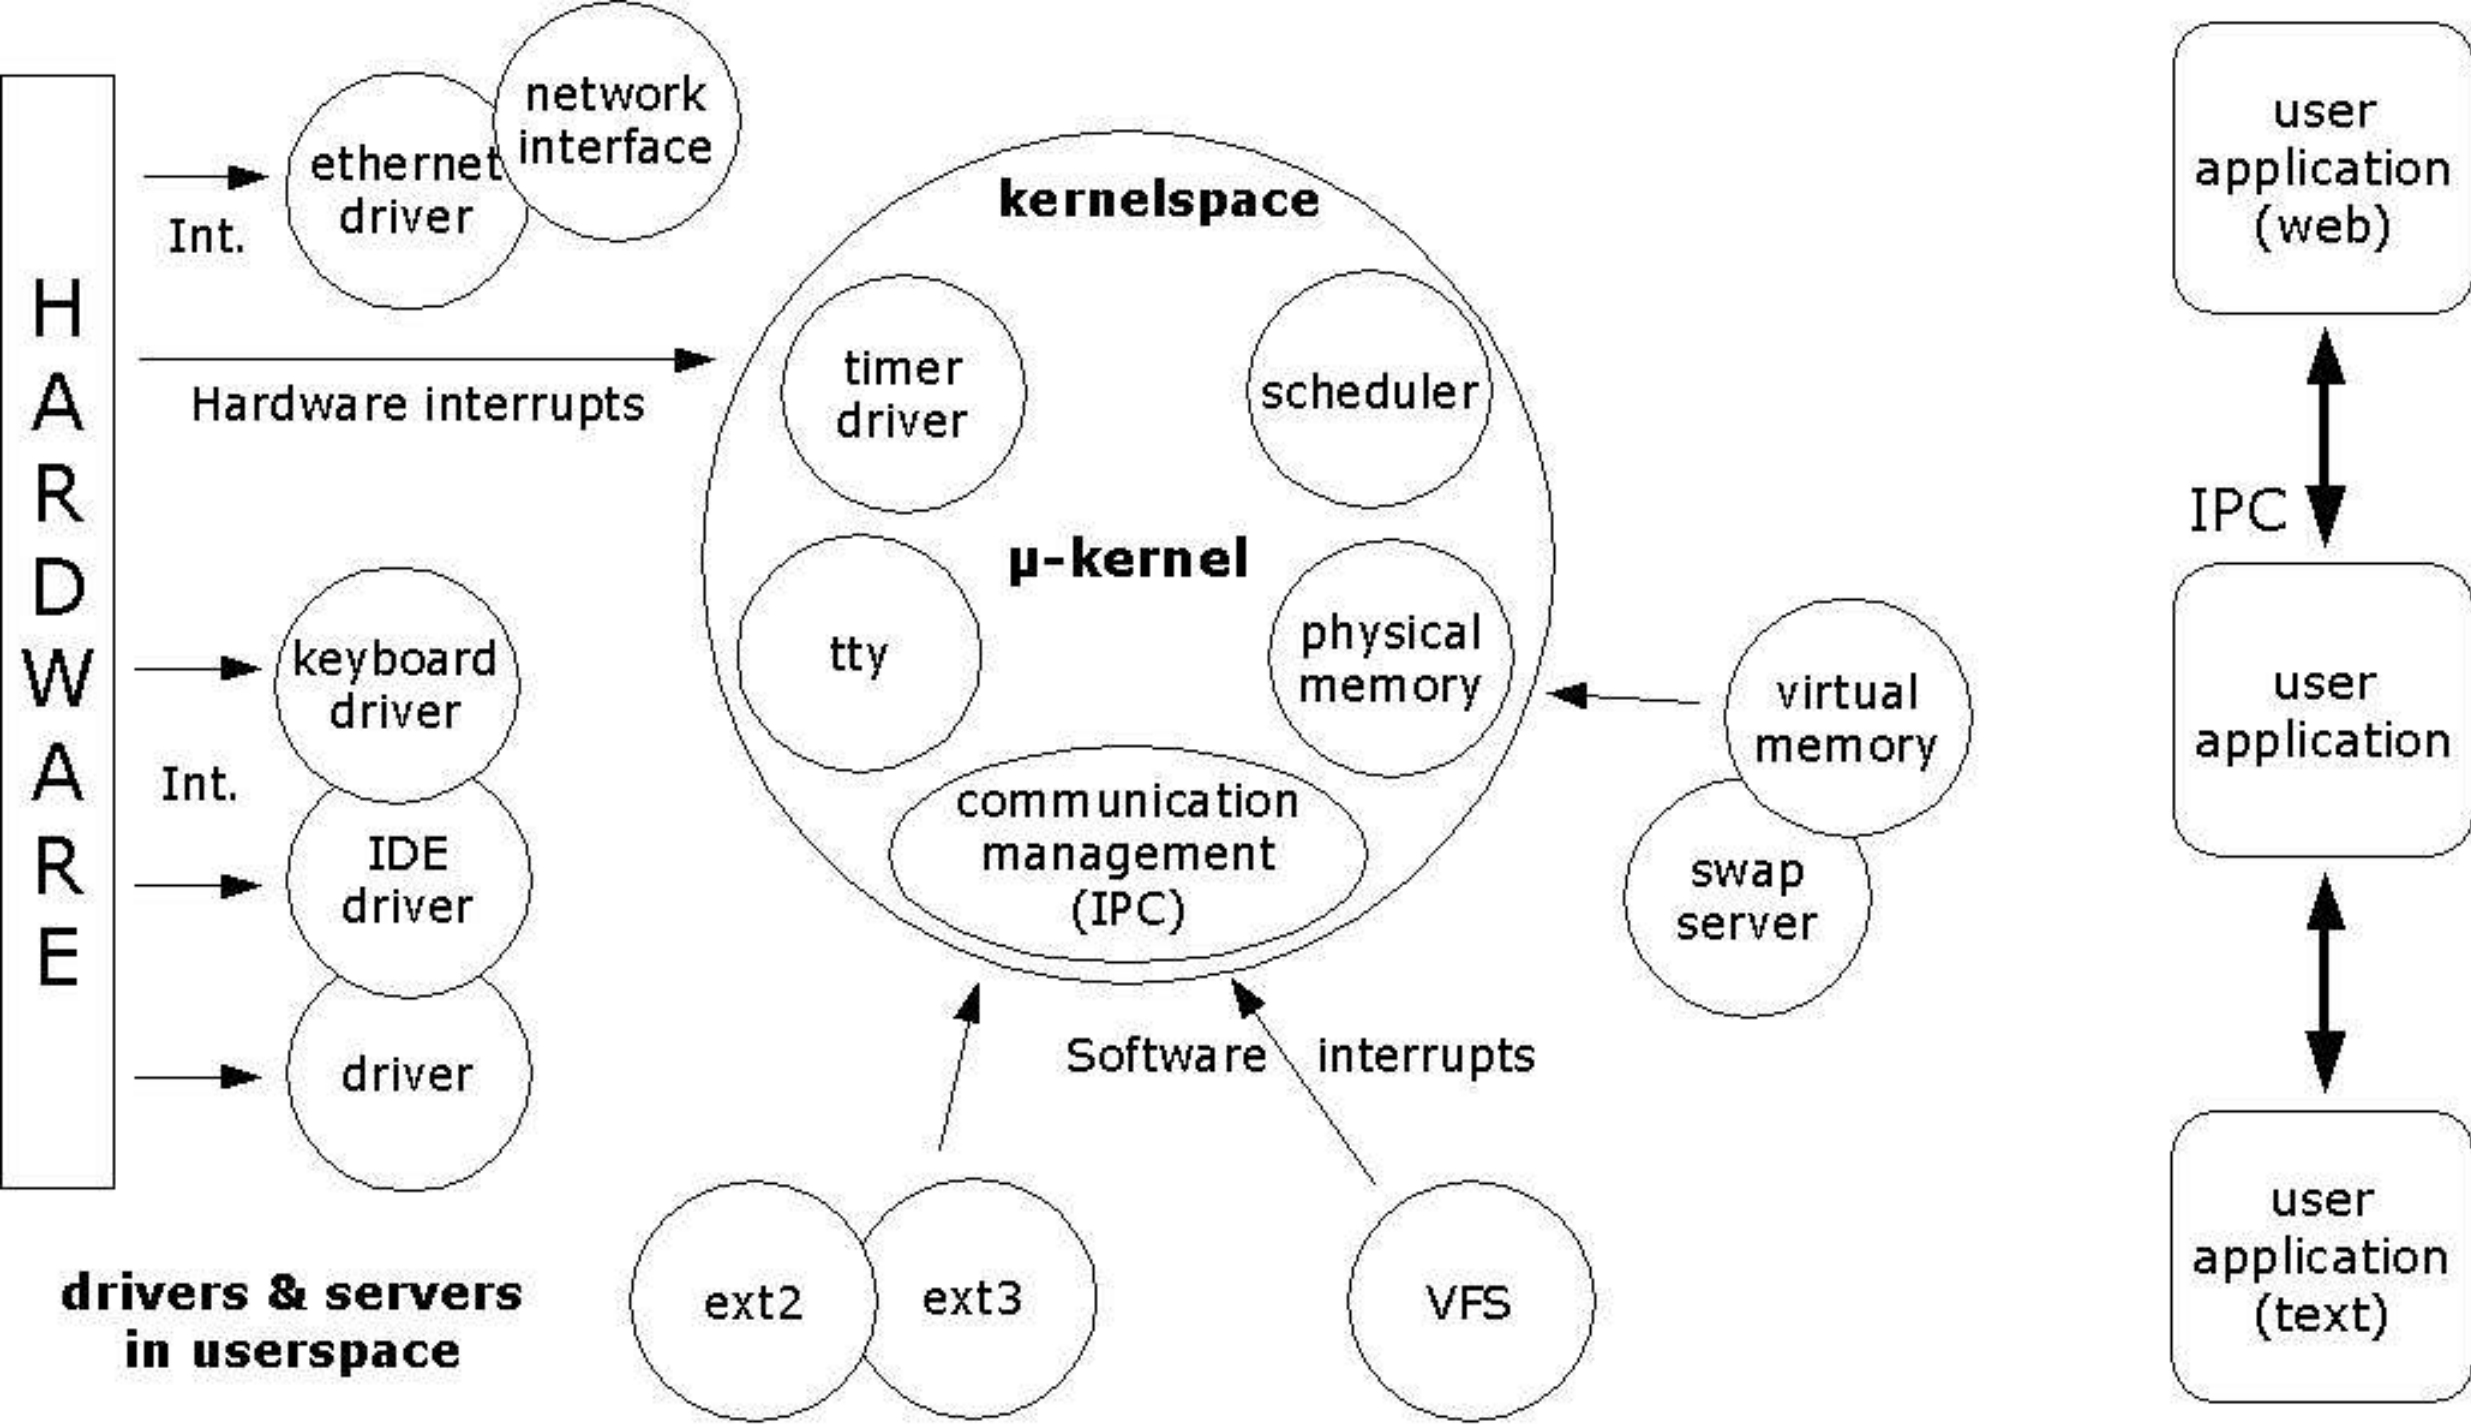 HARDWARE
network
interface
ethernet
driver
Int.
Hardware interrupts
keyboard
driver
Int.
IDE
driver
driver
drivers & servers
in userspace
kernelspace
timer
driver
scheduler
µ-kernel
tty
physical
memory
communication
management
(IPC)
virtual
memory
swap
server
Software interrupts
ext2
ext3
VFS
user
application
(web)
IPC
user
application
user
application
(text)